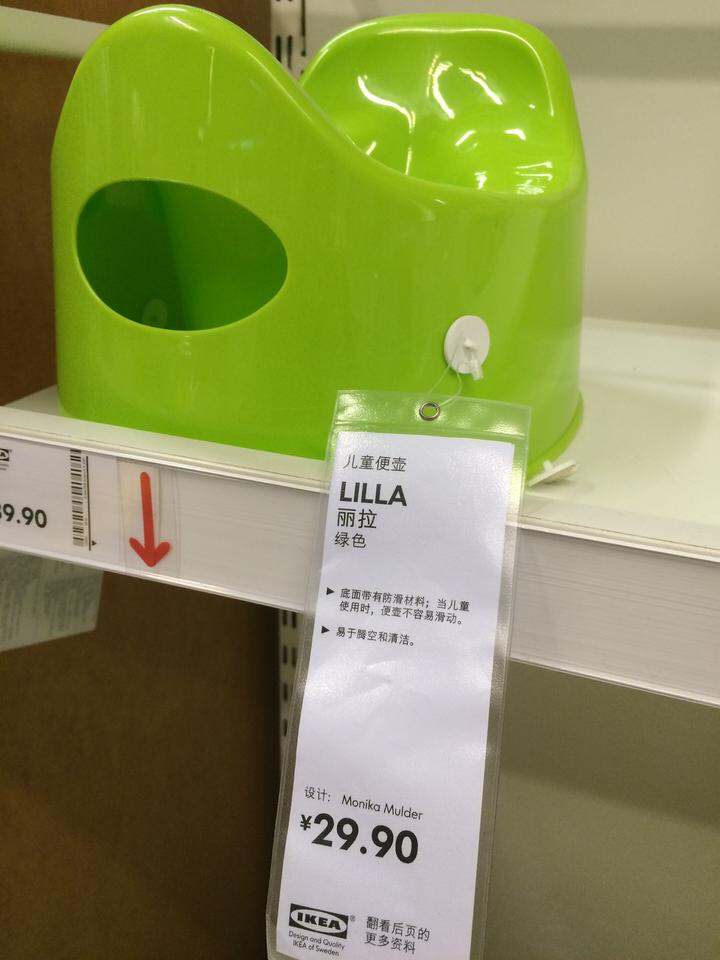 儿童便壶
LILLA
丽拉
绿色
▶ 底面带有防滑材料；当儿童
使用时，便壶不容易滑动。
▶ 易于腾空和清洁。
设计： Monika Mulder
¥29.90
IKEA®
Design and Quality
IKEA of Sweden
翻看后页的
更多资料
9.90